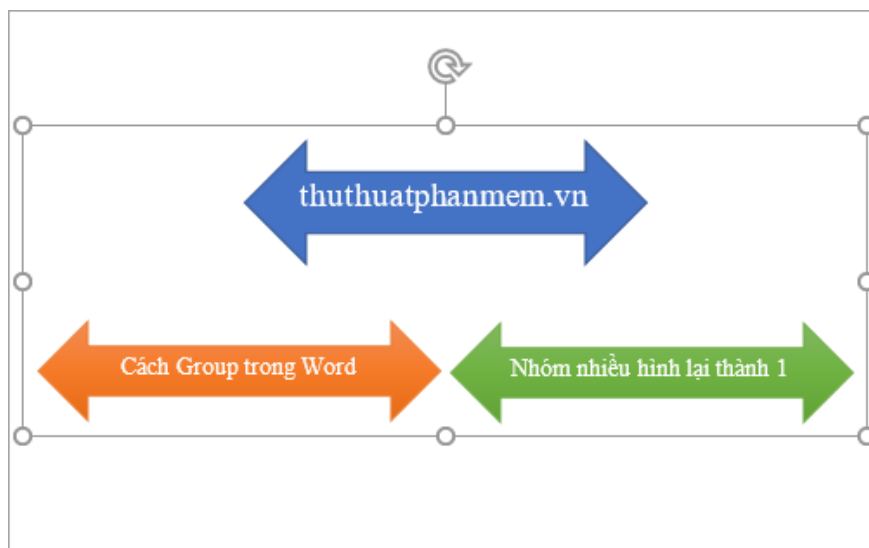 thuthuatphanmem.vn
Cách Group trong Word
Nhóm nhiều hình lại thành 1